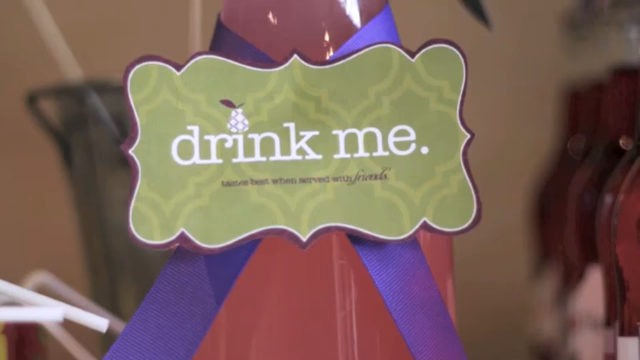 drink me.
tastes best when served with friends.